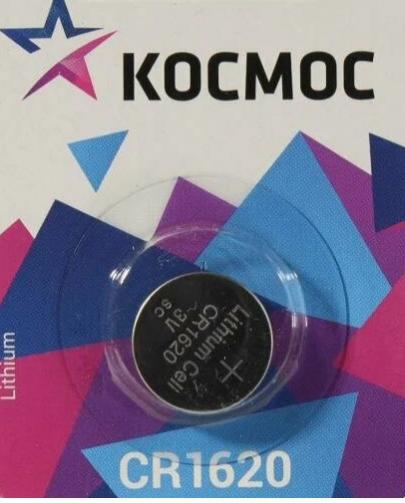 КОСМОС
Lithium Cell
CR1620
3V
SC
Lithium
CR1620